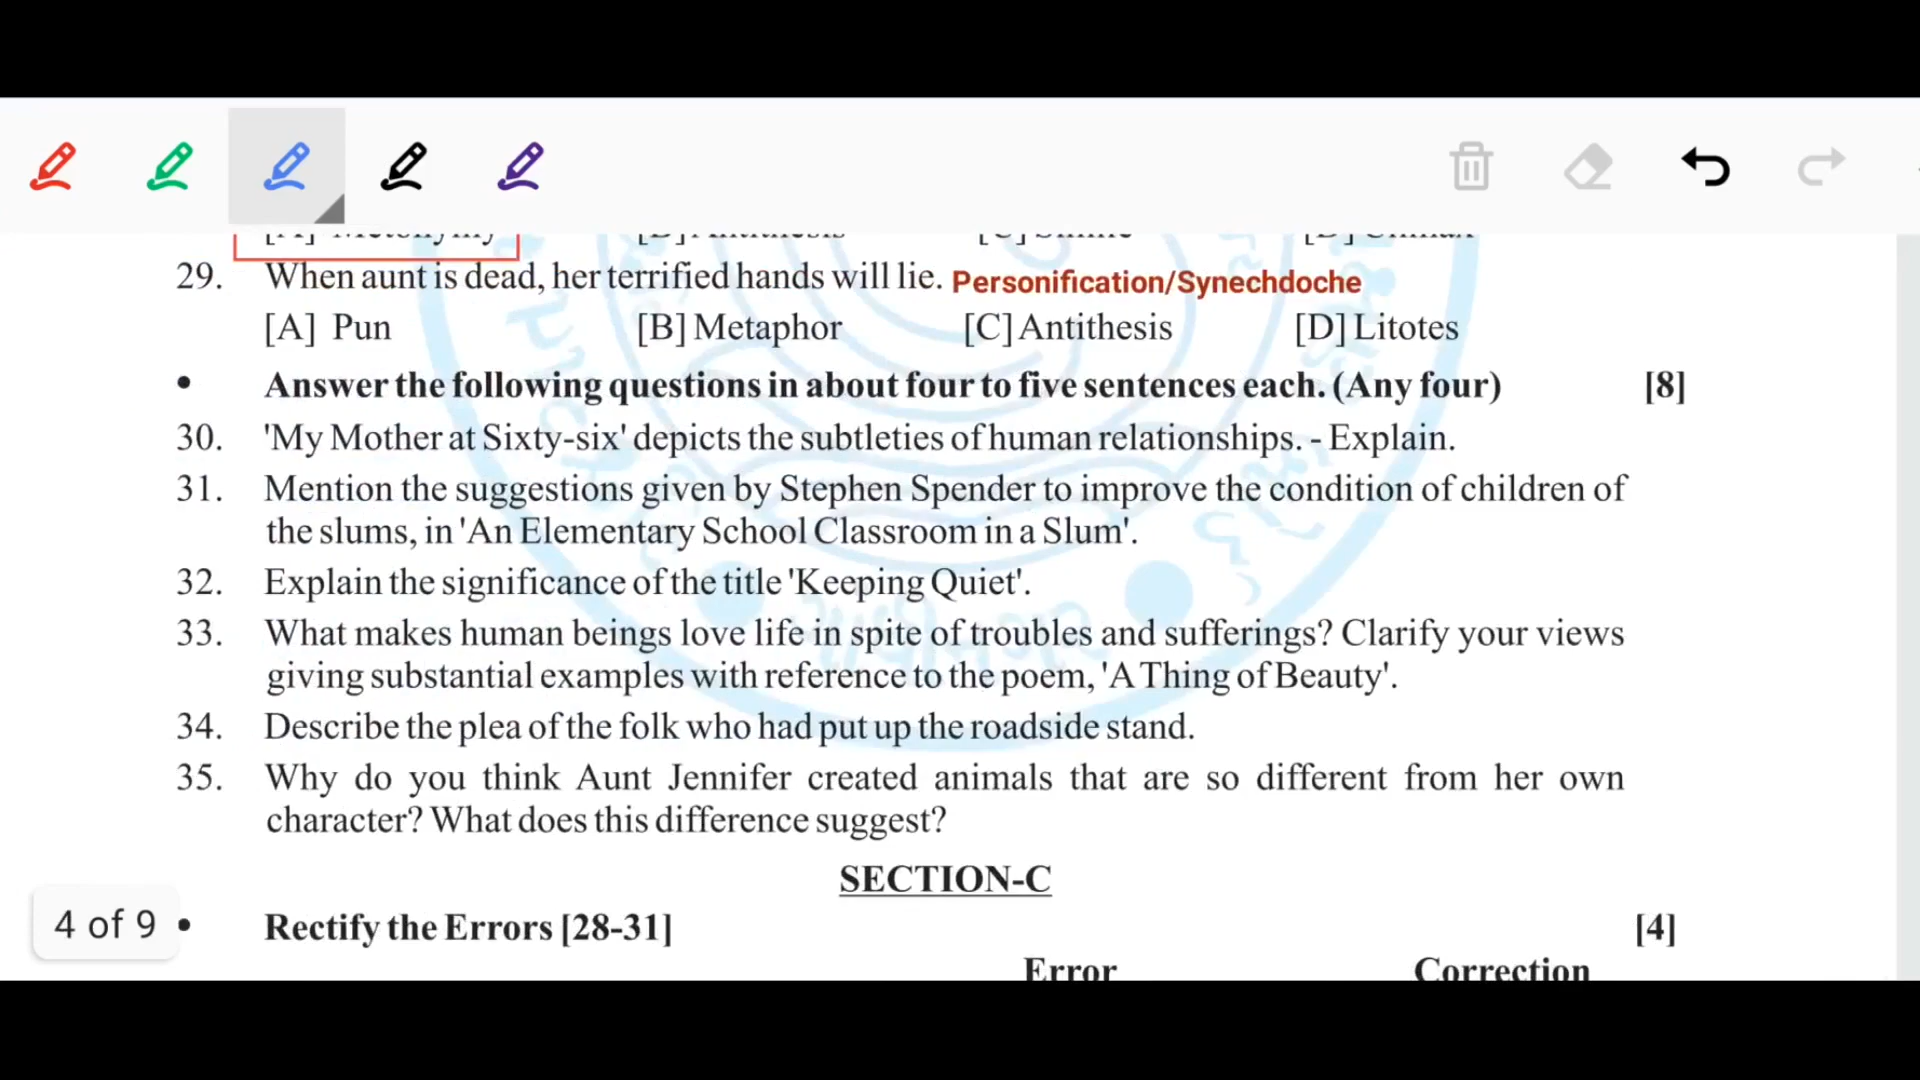 29. When aunt is dead, her terrified hands will lie. Personification/Synechdoche
[A] Pun [B] Metaphor [C] Antithesis [D] Litotes
• Answer the following questions in about four to five sentences each. (Any four) [8]
30. 'My Mother at Sixty-six' depicts the subtleties of human relationships. - Explain.
31. Mention the suggestions given by Stephen Spender to improve the condition of children of
the slums, in 'An Elementary School Classroom in a Slum'.
32. Explain the significance of the title 'Keeping Quiet'.
33. What makes human beings love life in spite of troubles and sufferings? Clarify your views
giving substantial examples with reference to the poem, 'A Thing of Beauty'.
34. Describe the plea of the folk who had put up the roadside stand.
35. Why do you think Aunt Jennifer created animals that are so different from her own
character? What does this difference suggest?
SECTION-C
4 of 9
• Rectify the Errors [28-31] [4]
Error Correction